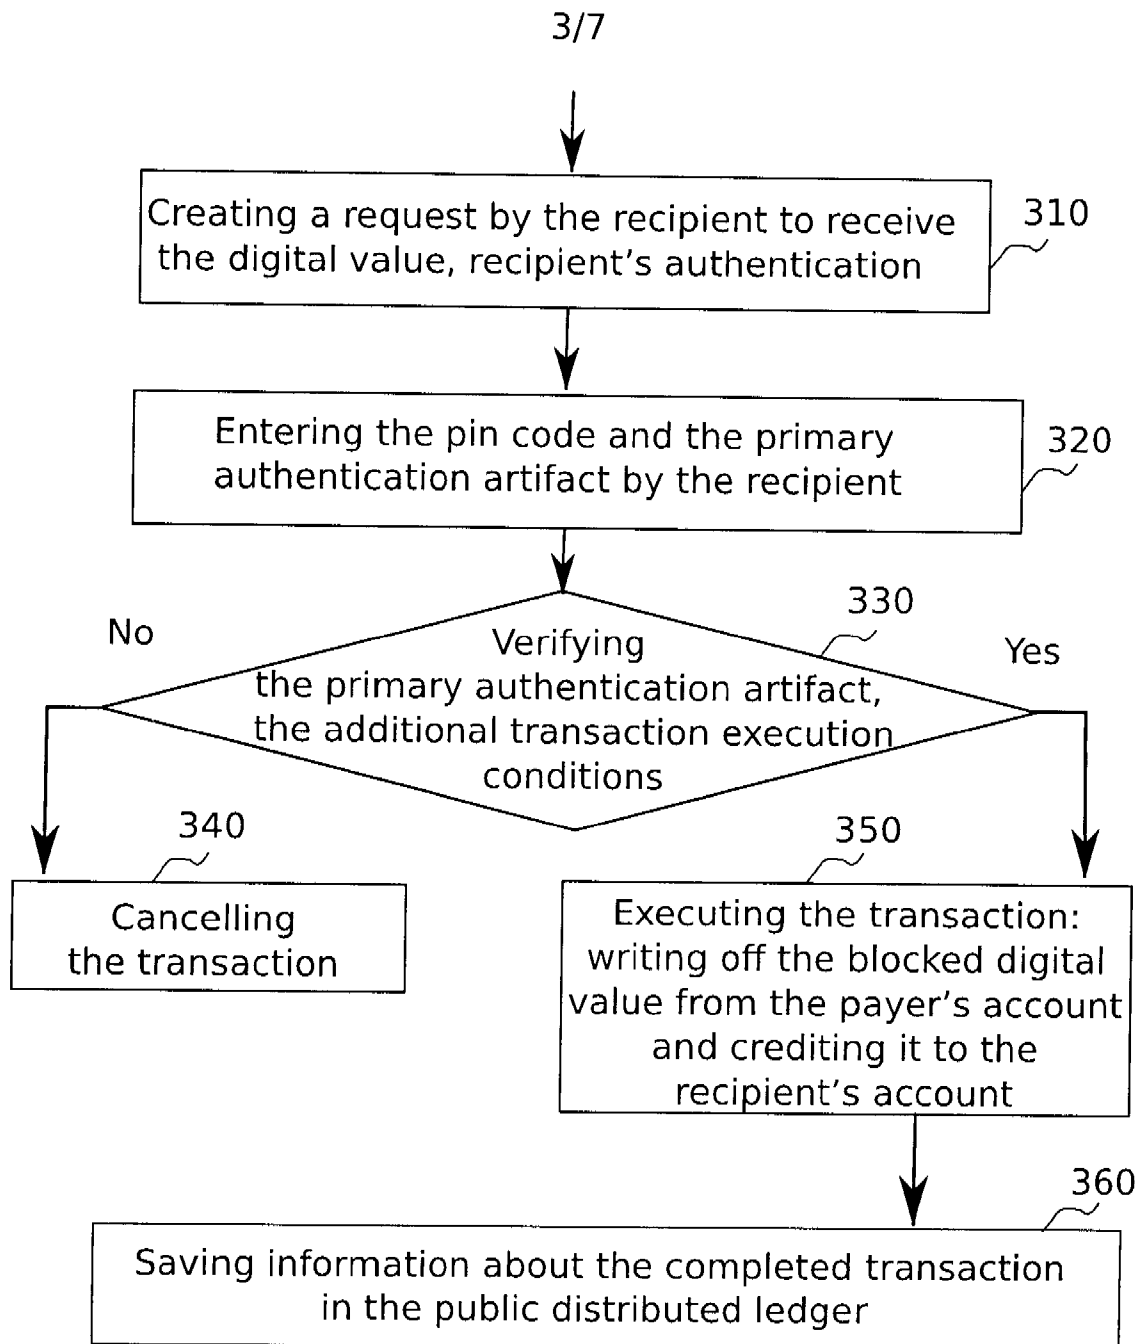 3/7
Creating a request by the recipient to receive
the digital value, recipient's authentication
310
Entering the pin code and the primary
authentication artifact by the recipient
320
330
No
Yes
Verifying
the primary authentication artifact,
the additional transaction execution
conditions
340
Cancelling
the transaction
350
Executing the transaction:
writing off the blocked digital
value from the payer's account
and crediting it to the
recipient's account
360
Saving information about the completed transaction
in the public distributed ledger